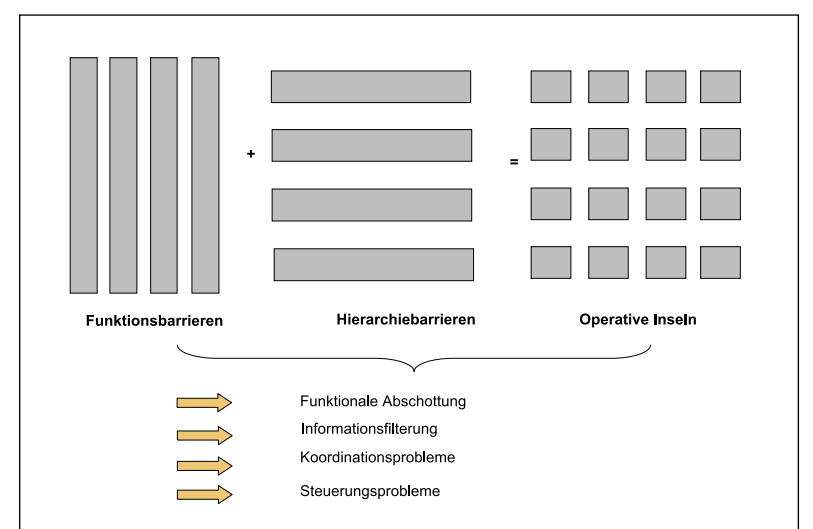 +
=
Funktionsbarrieren
Hierarchiebarrieren
Operative Inseln
Funktionale Abschottung
Informationsfilterung
Koordinationsprobleme
Steuerungsprobleme